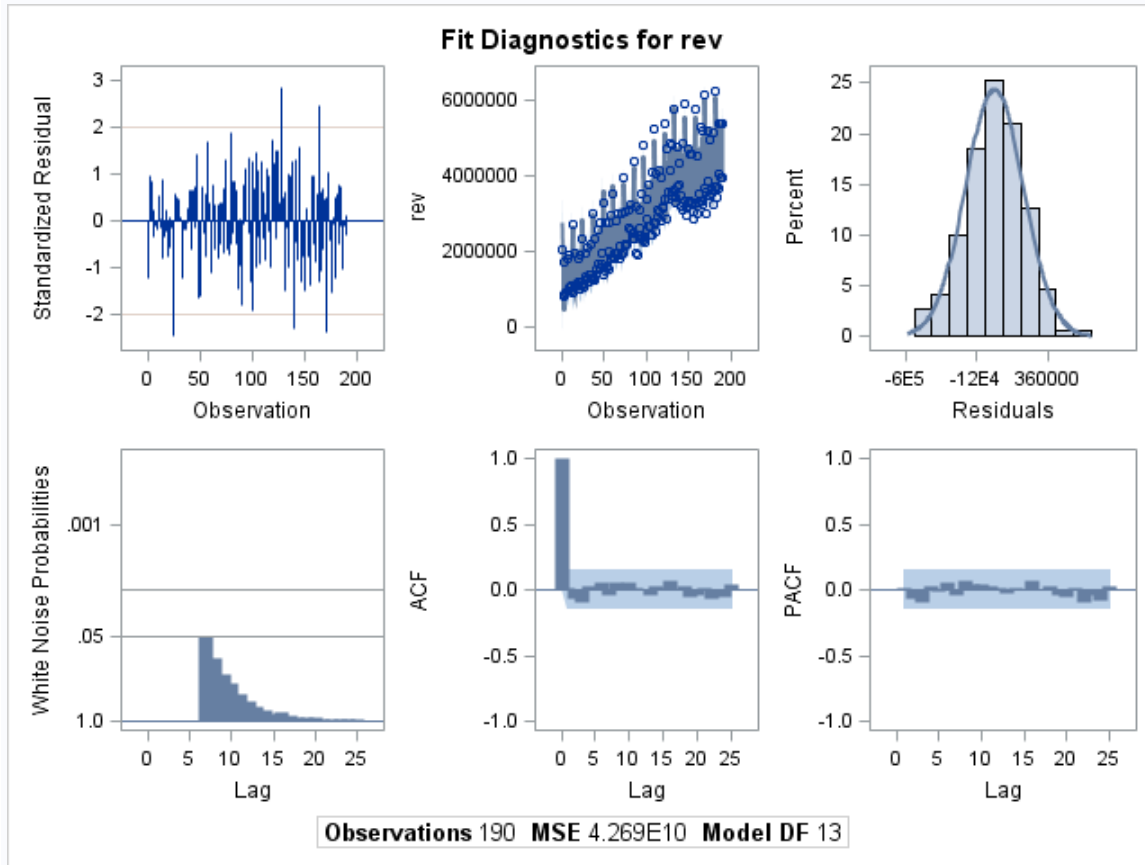 Fit Diagnostics for rev
Standardized Residual
3
2
1
0
-1
-2
0 50 100 150 200
Observation
rev
6000000
4000000
2000000
0
0 50 100 150 200
Observation
Percent
25
20
15
10
5
0
-6E5 -12E4 360000
Residuals
White Noise Probabilities
.001
.05
1.0
0 5 10 15 20 25
Lag
ACF
1.0
0.5
0.0
-0.5
-1.0
0 5 10 15 20 25
Lag
PACF
1.0
0.5
0.0
-0.5
-1.0
0 5 10 15 20 25
Lag
Observations 190 MSE 4.269E10 Model DF 13